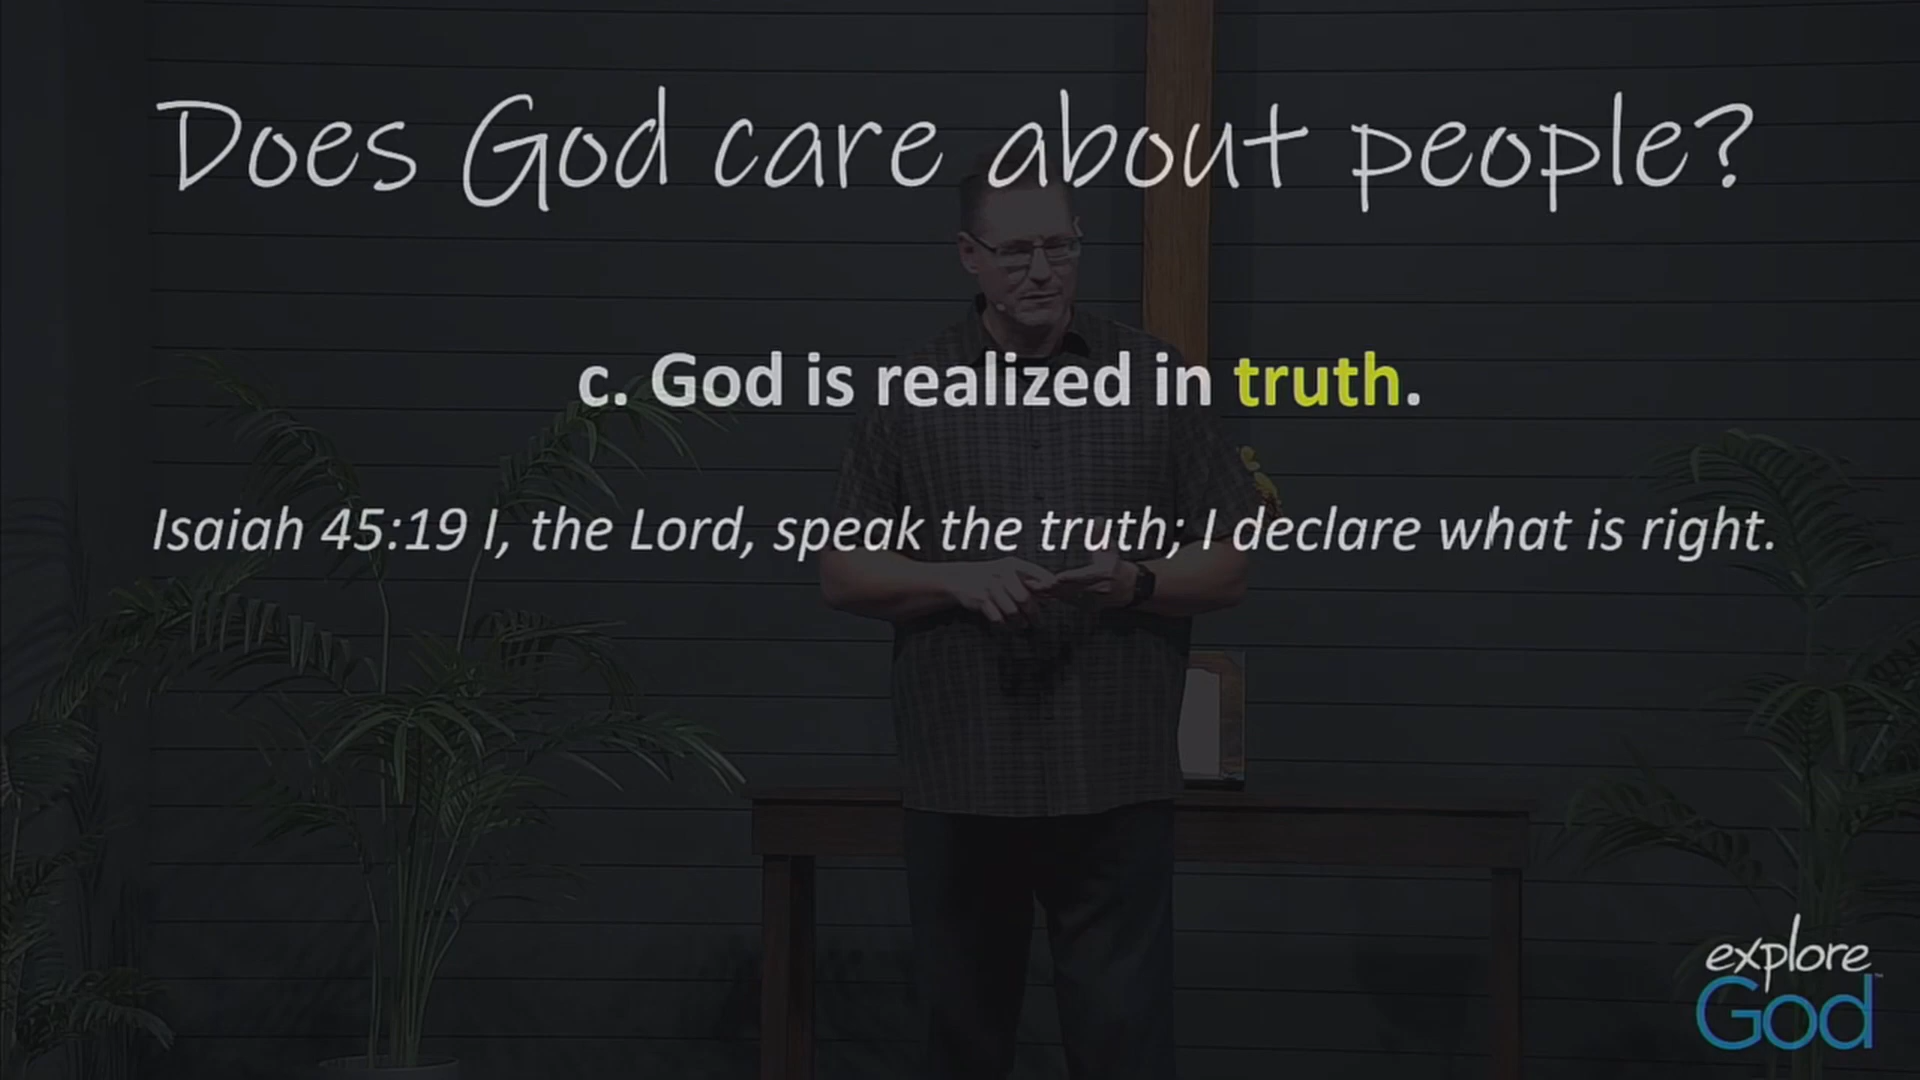 Does God care about people?
c. God is realized in truth.
Isaiah 45:19 I, the Lord, speak the truth; I declare what is right.
explore
God